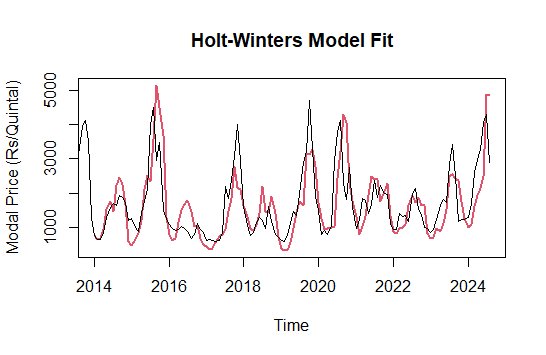 Holt-Winters Model Fit
Modal Price (Rs/Quintal)
5000
3000
1000
2014 2016 2018 2020 2022 2024
Time